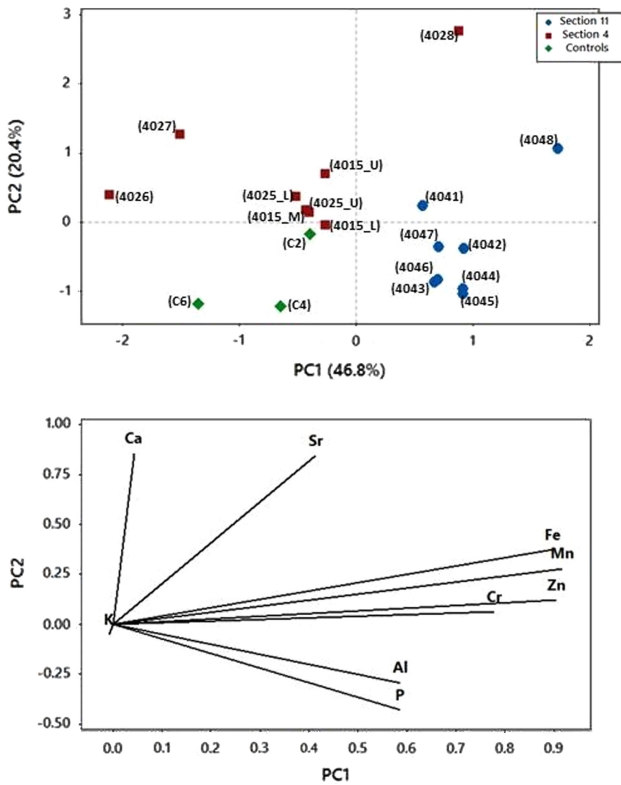 3
2
1
0
-1
-2
-1
0
1
2
PC2 (20.4%)
PC1 (46.8%)
Section 11
Section 4
Controls
(4028)
(4048)
(4027)
(4015_U)
(4026)
(4025_L)
(4025_U)
(4041)
(4015_M)
(4015_L)
(C2)
(4047)
(4042)
(4046)
(4044)
(4043)
(4045)
(C6)
(C4)
1.00
0.75
0.50
0.25
0.00
-0.25
-0.50
0.0
0.1
0.2
0.3
0.4
0.5
0.6
0.7
0.8
0.9
PC2
PC1
Ca
Sr
Fe
Mn
Zn
Cr
K
Al
P